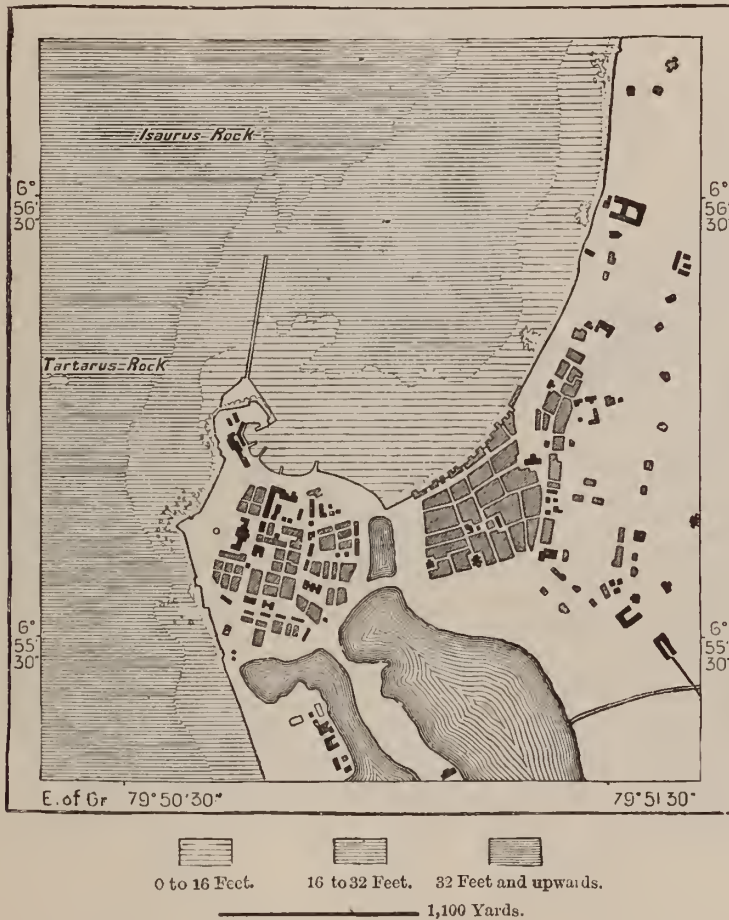 Isaurus Rock
6°
56'
30"
6°
56'
30"
Tartarus Rock
6°
55'
30"
6°
55'
30"
E. of Gr 79°50'30" 79°51'30"
0 to 16 Feet. 16 to 32 Feet. 32 Feet and upwards.
1,100 Yards.